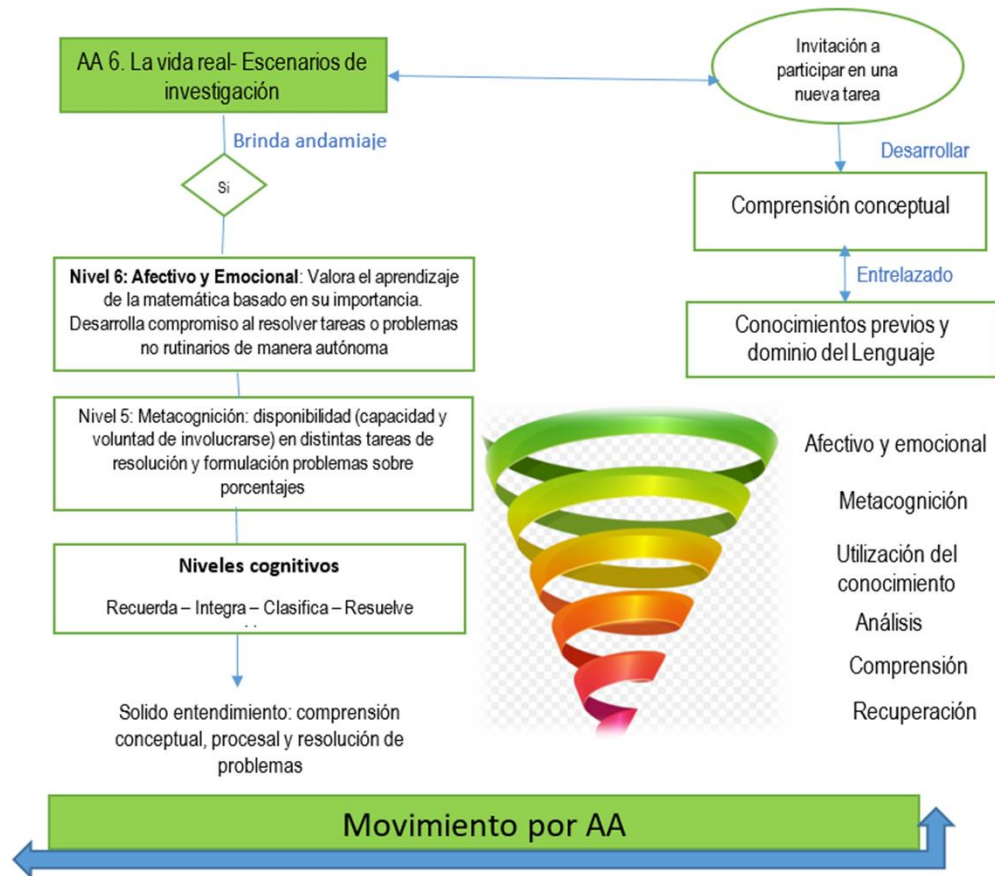 AA 6. La vida real- Escenarios de
investigación
Invitación a
participar en una
nueva tarea
Brinda andamiaje
Si
Desarrollar
Comprensión conceptual
Entrelazado
Conocimientos previos y
dominio del Lenguaje
Nivel 6: Afectivo y Emocional: Valora el aprendizaje
de la matemática basado en su importancia.
Desarrolla compromiso al resolver tareas o problemas
no rutinarios de manera autónoma
Nivel 5: Metacognición: disponibilidad (capacidad y
voluntad de involucrarse) en distintas tareas de
resolución y formulación problemas sobre
porcentajes
Niveles cognitivos
Recuerda – Integra – Clasifica – Resuelve
Solido entendimiento: comprensión
conceptual, procesal y resolución de
problemas
Afectivo y emocional
Metacognición
Utilización del
conocimiento
Análisis
Comprensión
Recuperación
Movimiento por AA